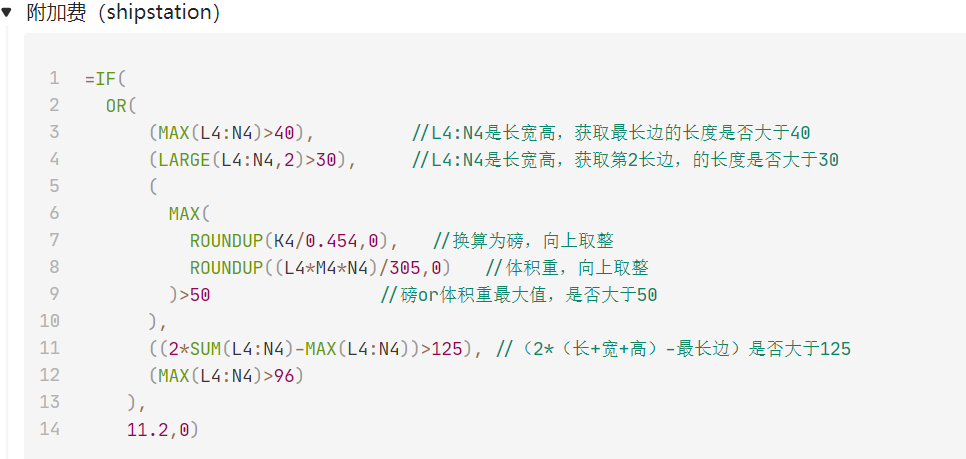 附加费（shipstation）
1 =IF(
2 OR(
3 (MAX(L4:N4)>40), //L4:N4是长宽高，获取最长边的长度是否大于40
4 (LARGE(L4:N4,2)>30), //L4:N4是长宽高，获取第2长边，的长度是否大于30
5 (
6 MAX(
7 ROUNDUP(K4/0.454,0), //换算为磅，向上取整
8 ROUNDUP((L4*M4*N4)/305,0) //体积重，向上取整
9 )>50 //磅or体积重最大值，是否大于50
10 ),
11 ((2*SUM(L4:N4)-MAX(L4:N4))>125), //（2*（长+宽+高）-最长边）是否大于125
12 (MAX(L4:N4)>96)
13 ),
14 11.2,0)